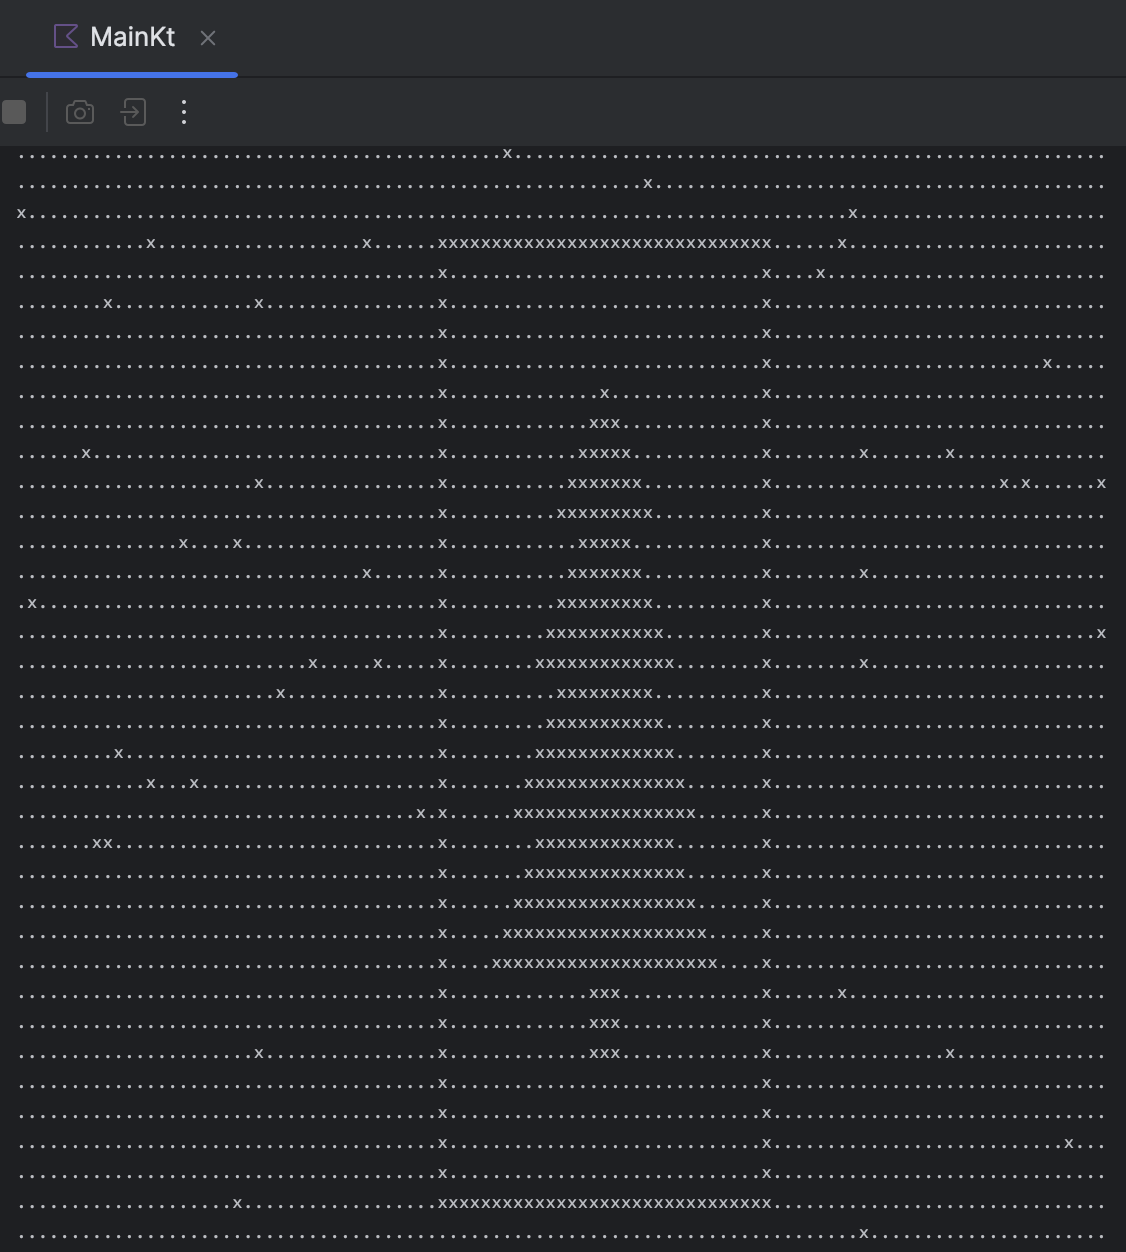 MainKt
.............................................x.......................................................
..........................................................x..........................................
x............................................................................x.......................
............x...................x......xxxxxxxxxxxxxxxxxxxxxxxxxxxxxxx......x........................
.......................................x.............................x....x..........................
........x.............x................x.............................x...............................
.......................................x.............................x...............................
.......................................x.............................x.........................x.....
.......................................x..............x..............x...............................
.......................................x.............xxx.............x...............................
......x................................x............xxxxx............x........x.......x..............
......................x................x...........xxxxxxx...........x.....................x.x......x
.......................................x..........xxxxxxxxx..........x...............................
...............x....x..................x............xxxxx............x...............................
................................x......x...........xxxxxxx...........x........x......................
.x.....................................x..........xxxxxxxxx..........x...............................
.......................................x.........xxxxxxxxxxx.........x..............................x
...........................x.....x.....x........xxxxxxxxxxxxx........x........x......................
........................x..............x..........xxxxxxxxx..........x...............................
.......................................x.........xxxxxxxxxxx.........x...............................
.........x.............................x........xxxxxxxxxxxxx........x...............................
............x...x......................x.......xxxxxxxxxxxxxxx.......x...............................
.....................................x.x......xxxxxxxxxxxxxxxxx......x...............................
.......xx..............................x........xxxxxxxxxxxxx........x...............................
.......................................x.......xxxxxxxxxxxxxxx.......x...............................
.......................................x......xxxxxxxxxxxxxxxxx......x...............................
.......................................x.....xxxxxxxxxxxxxxxxxxx.....x...............................
.......................................x....xxxxxxxxxxxxxxxxxxxxx....x...............................
.......................................x.............xxx.............x......x........................
.......................................x.............xxx.............x...............................
......................x................x.............xxx.............x................x..............
.......................................x.............................x...............................
.......................................x.............................x...............................
.......................................x.............................x...........................x...
.......................................x.............................x...............................
....................x..................xxxxxxxxxxxxxxxxxxxxxxxxxxxxxxx...............................
..............................................................................x......................